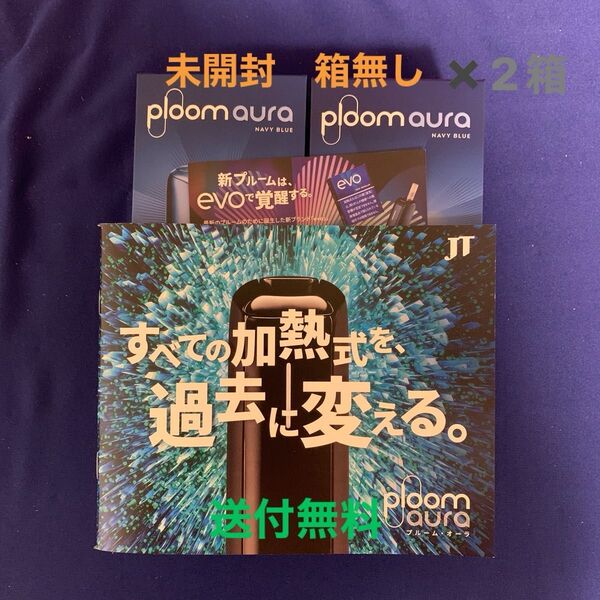 未開封 箱無し ✖２箱
ploom aura
NAVY BLUE
ploom aura
NAVY BLUE
新プルームは、
evoで覚醒する。
evo
JT
すべての加熱式を、
過去に変える。
ploom
aura
プルーム・オーラ
送付無料